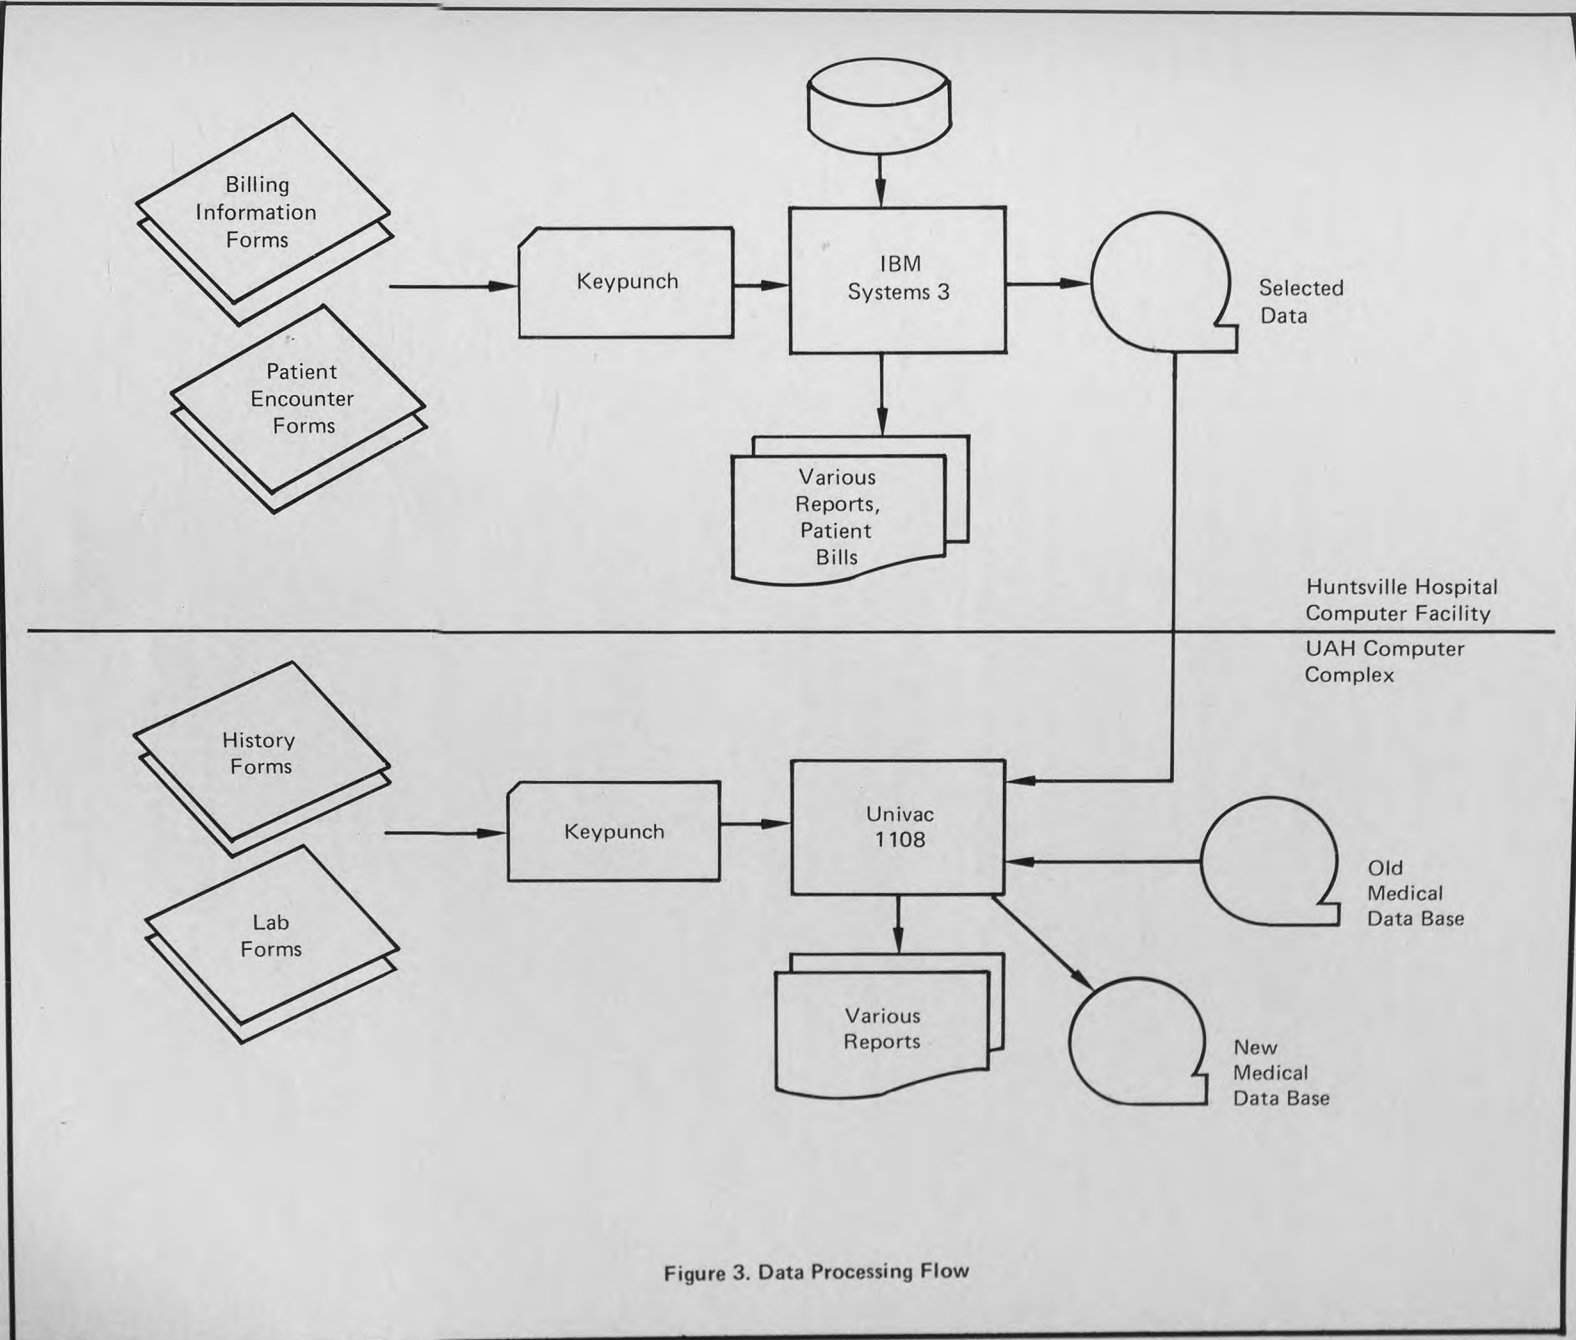 Billing
Information
Forms
Patient
Encounter
Forms
Keypunch
IBM
Systems 3
Selected
Data
Various
Reports,
Patient
Bills
Huntsville Hospital
Computer Facility
UAH Computer
Complex
History
Forms
Lab
Forms
Keypunch
Univac
1108
Old
Medical
Data Base
Various
Reports
New
Medical
Data Base
Figure 3. Data Processing Flow